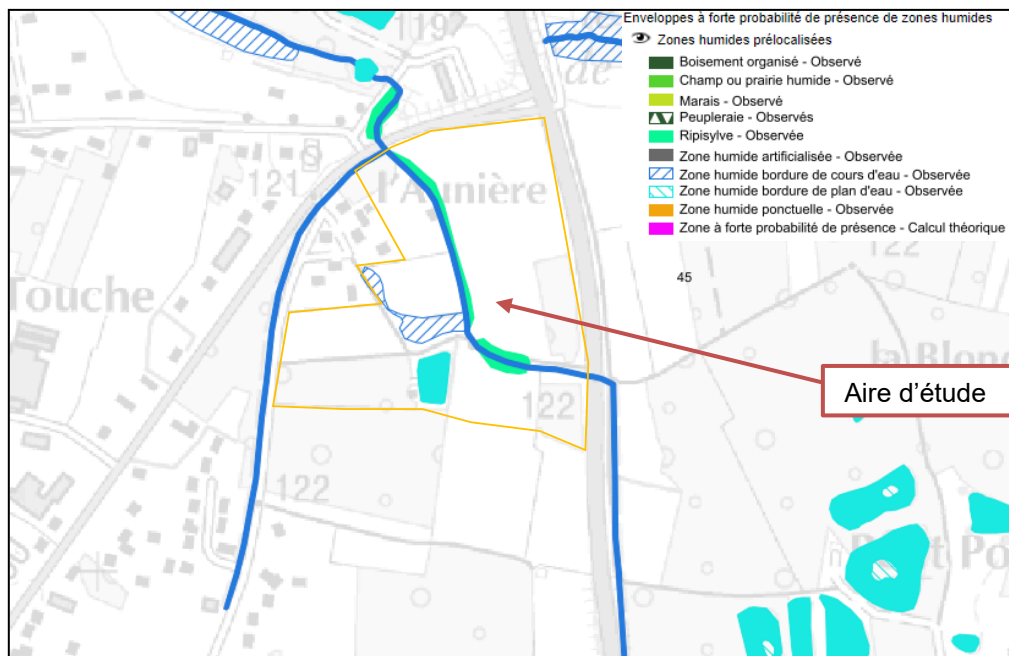 Enveloppes à forte probabilité de présence de zones humides
Zones humides prélocalisées
Boisement organisé - Observé
Champ ou prairie humide - Observé
Marais - Observé
Peupleraie - Observés
Ripisylve - Observée
Zone humide artificialisée - Observée
Zone humide bordure de cours d'eau - Observée
Zone humide bordure de plan d'eau - Observée
Zone humide ponctuelle - Observée
Zone à forte probabilité de présence - Calcul théorique
119
de
121
l'Aunière
122
45
Touche
la Blon
Aire d'étude
122
122